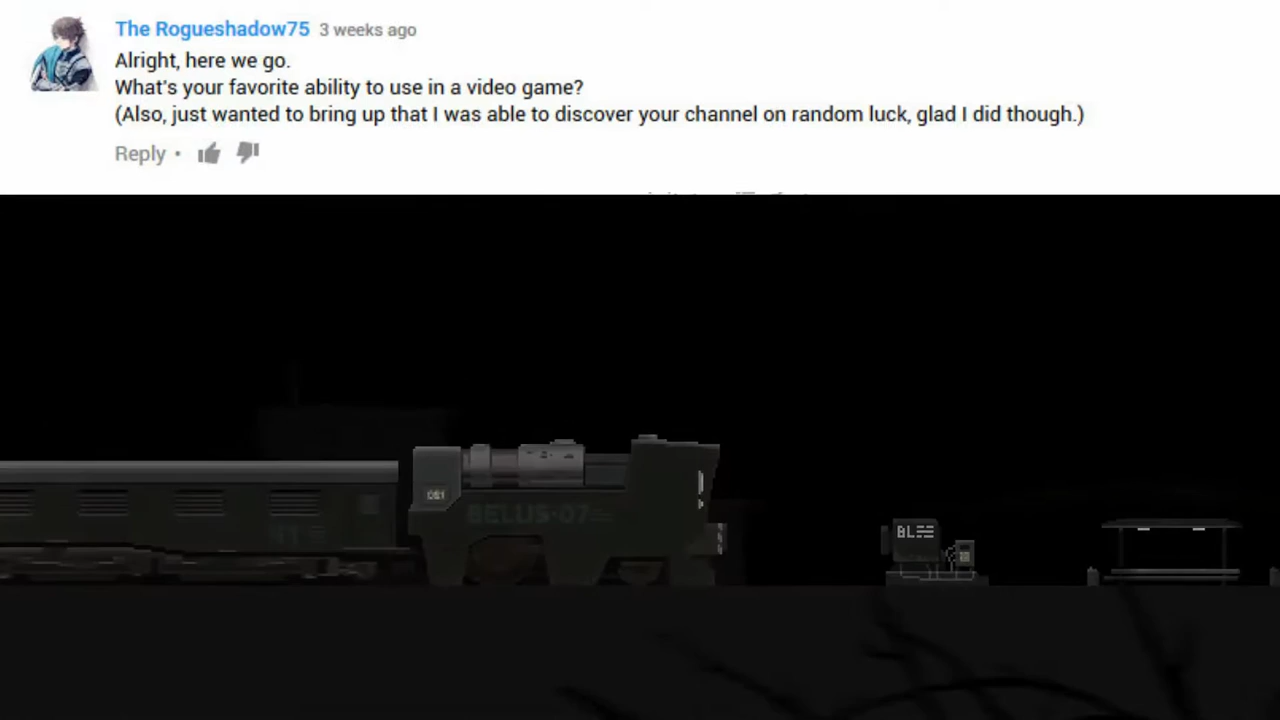 The Rogueshadow75 3 weeks ago
Alright, here we go.
What's your favorite ability to use in a video game?
(Also, just wanted to bring up that I was able to discover your channel on random luck, glad I did though.)
Reply •
061
BELUS-07
BL